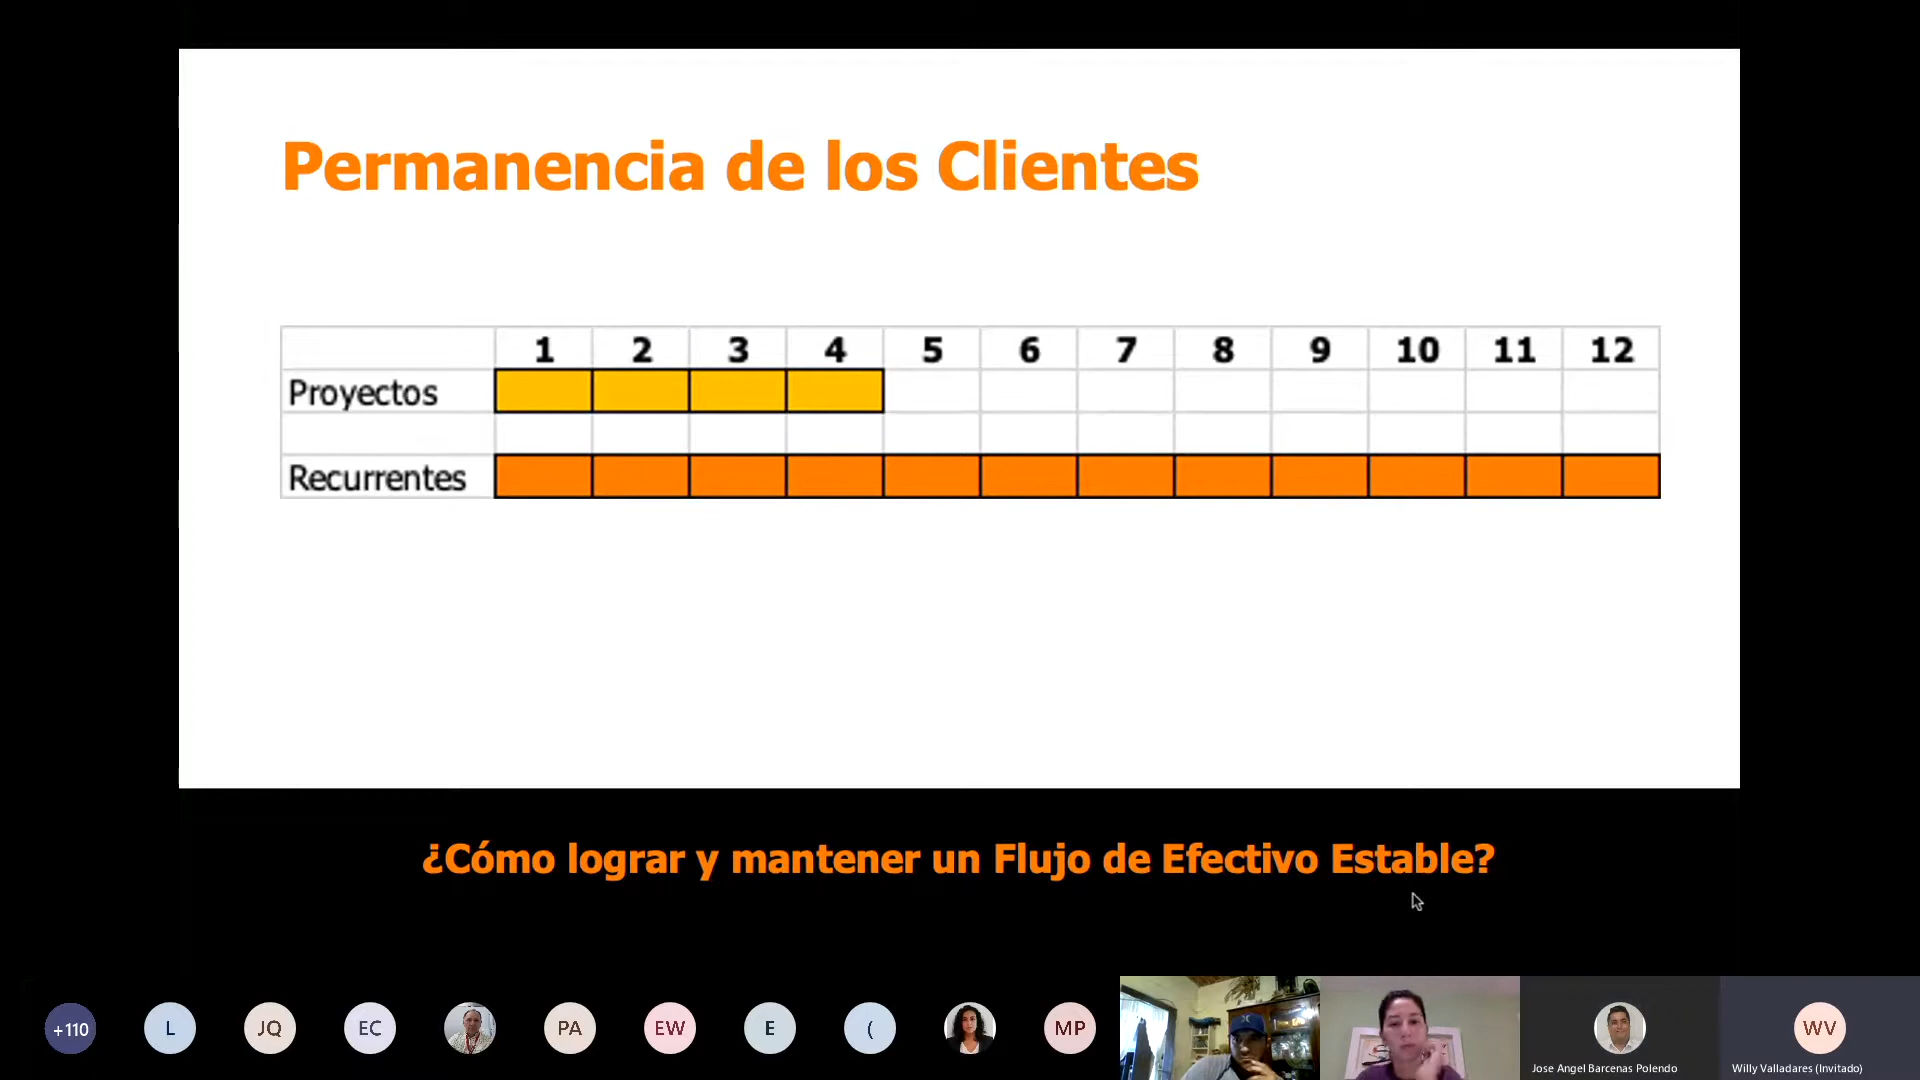 Permanencia de los Clientes
1 2 3 4 5 6 7 8 9 10 11 12
Proyectos
Recurrentes
¿Cómo lograr y mantener un Flujo de Efectivo Estable?
+110 L JQ EC PA EW E ( MP WV
Jose Angel Barcenas Polendo Willy Valladares (Invitado)